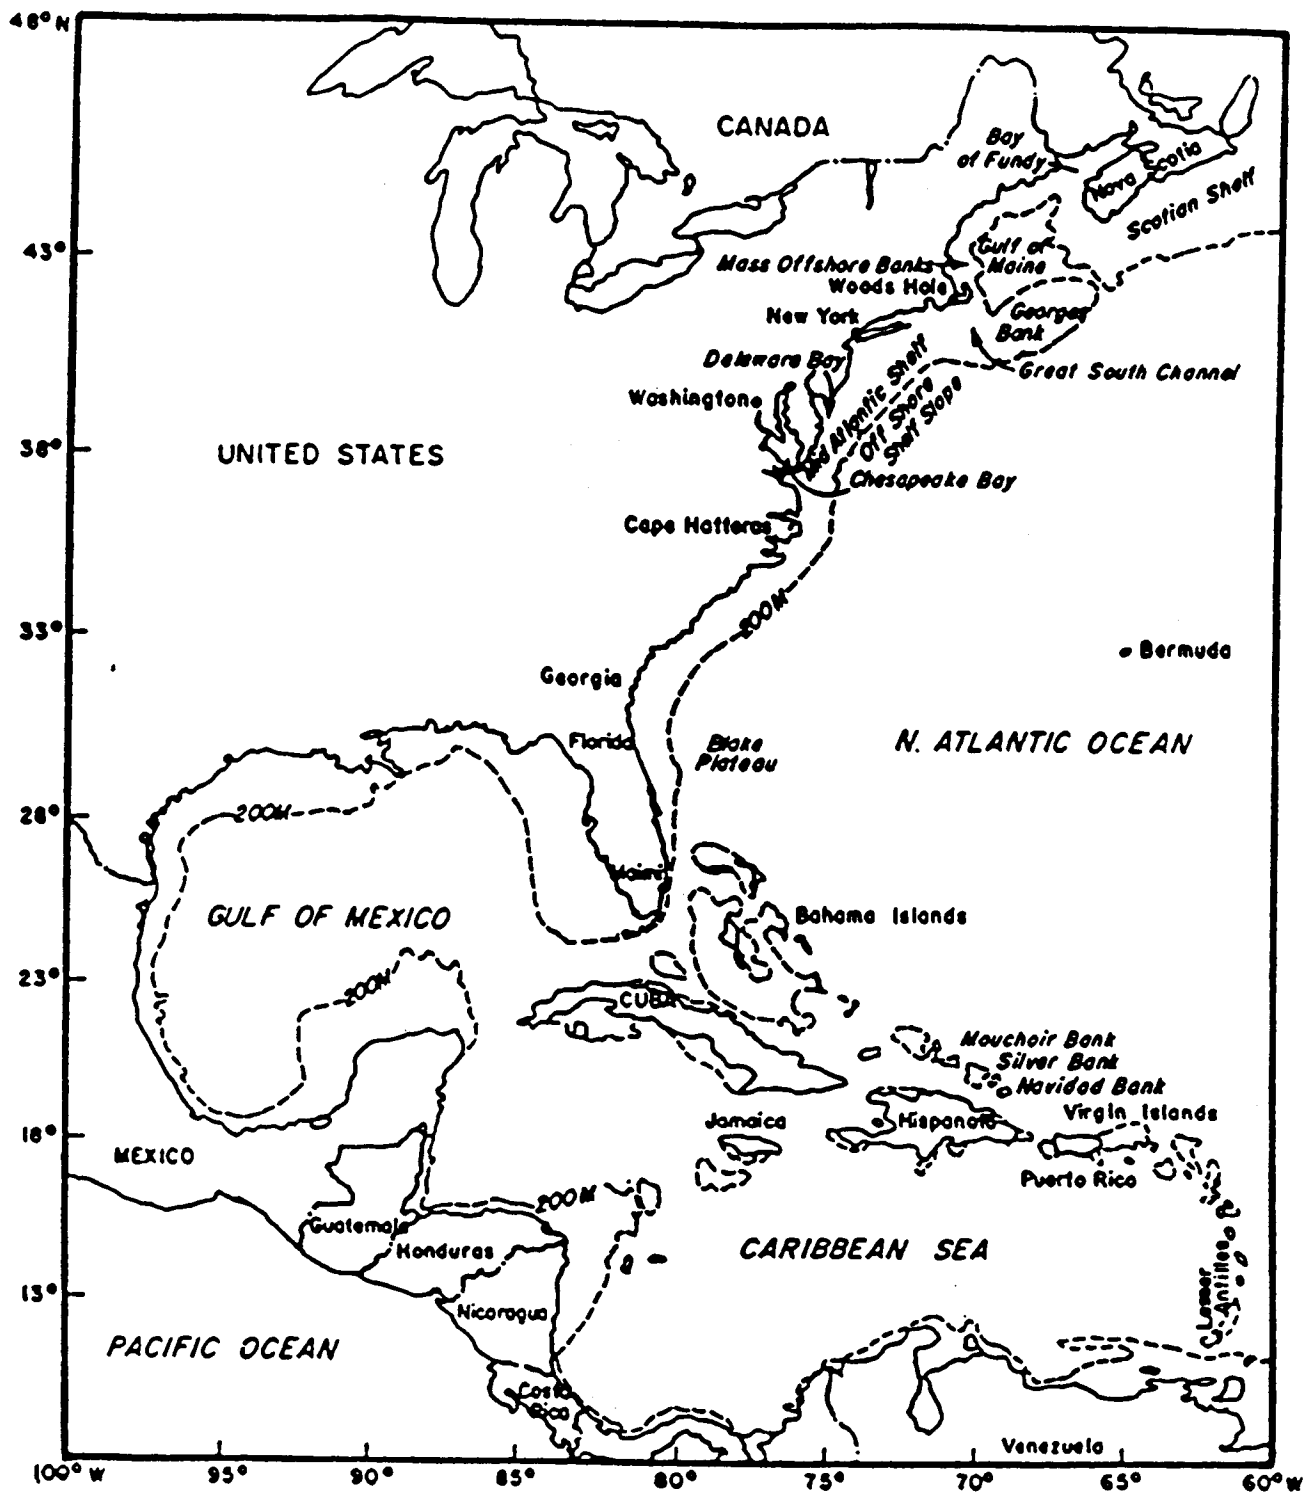 48° N
CANADA
Bay
of Fundy
Nova Scotia
Scotian Shelf
43°
Gulf of
Maine
Mass Offshore Banks
Woods Hole
Georges
Bank
New York
Delaware Bay
Great South Channel
Washington
Mid Atlantic Shelf
Off Shore
Shelf Slope
38°
UNITED STATES
Chesapeake Bay
Cape Hatteras
200M
33°
Bermuda
Georgia
Florida
Blake
Plateau
N. ATLANTIC OCEAN
28°
200M
Maimi
GULF OF MEXICO
Bahama Islands
23°
200M
CUBA
Mouchoir Bank
Silver Bank
Navidad Bank
Jamaica
Hispanola
Virgin Islands
18°
MEXICO
Puerto Rico
200M
Guatemala
Honduras
CARIBBEAN SEA
Lesser
Antilles
13°
Nicaragua
PACIFIC OCEAN
Costa
Rica
Venezuela
100° W
95°
90°
85°
80°
75°
70°
65°
60° W